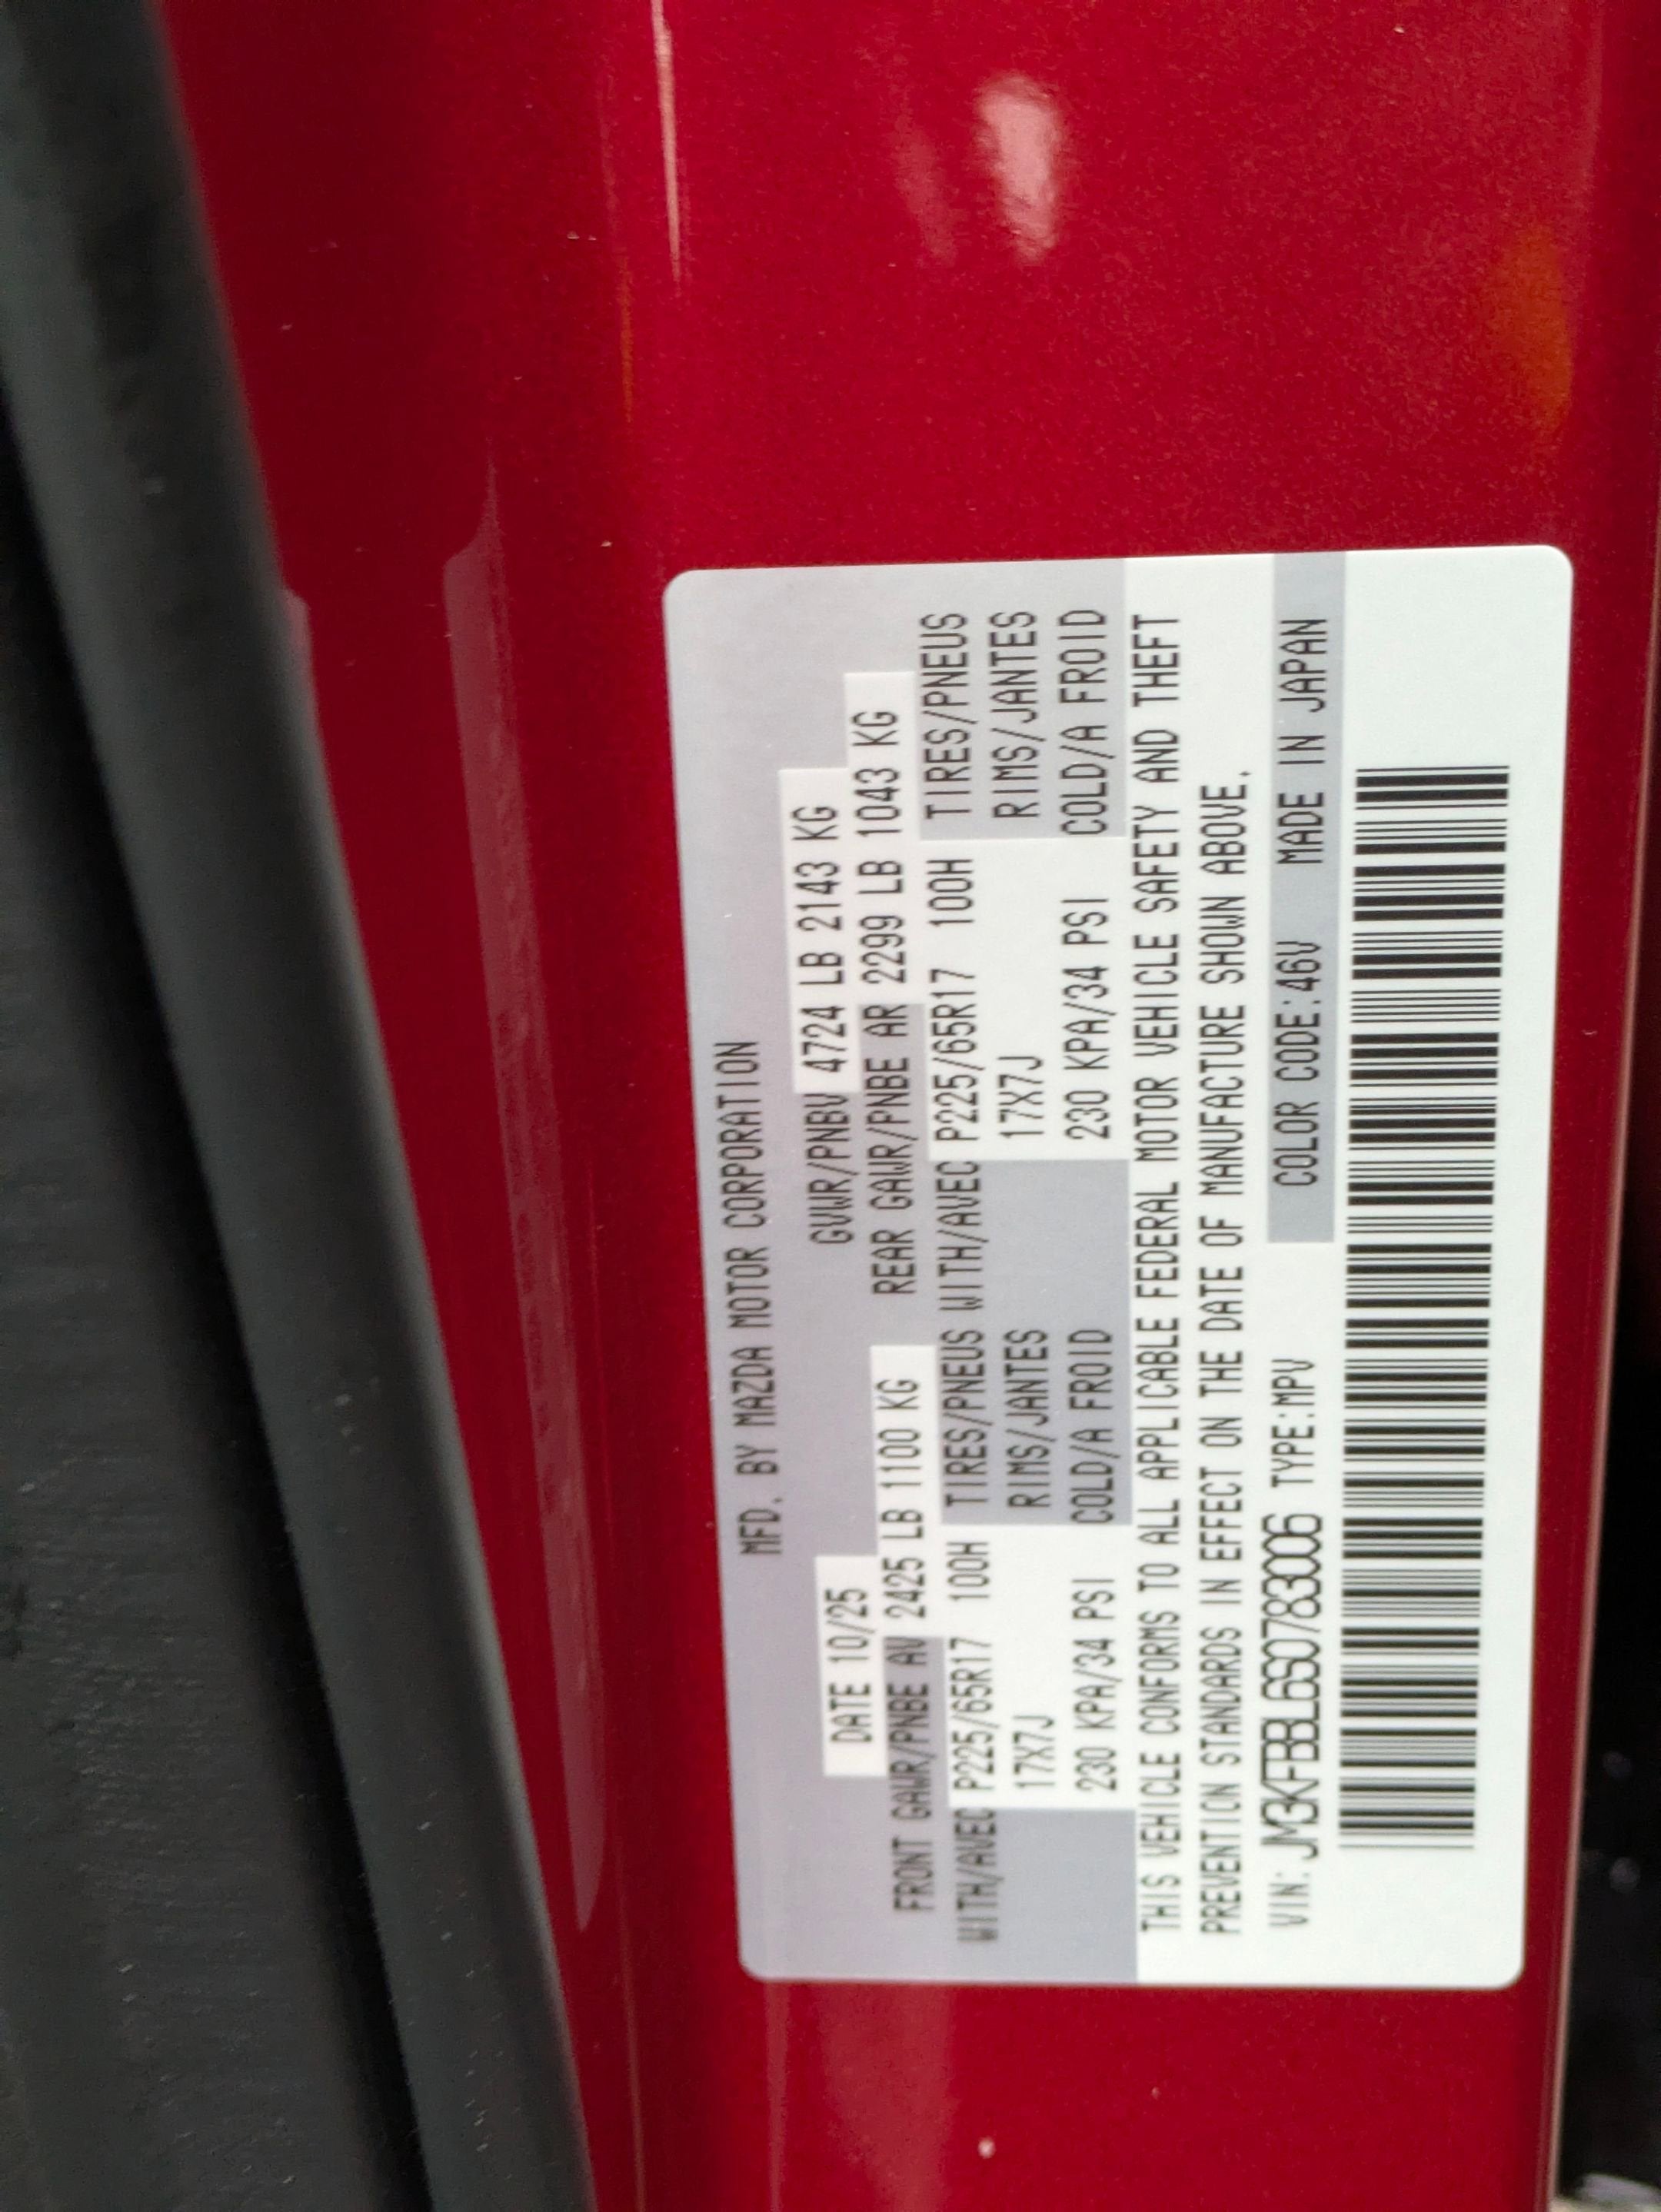 MFD. BY MAZDA MOTOR CORPORATION
DATE 10/25 GVWR/PNBV 4724 LB 2143 KG
FRONT GAWR/PNBE AV 2425 LB 1100 KG REAR GAWR/PNBE AR 2299 LB 1043 KG
WITH/AVEC P225/65R17 100H TIRES/PNEUS WITH/AVEC P225/65R17 100H TIRES/PNEUS
17X7J RIMS/JANTES 17X7J RIMS/JANTES
230 KPA/34 PSI COLD/A FROID 230 KPA/34 PSI COLD/A FROID
THIS VEHICLE CONFORMS TO ALL APPLICABLE FEDERAL MOTOR VEHICLE SAFETY AND THEFT
PREVENTION STANDARDS IN EFFECT ON THE DATE OF MANUFACTURE SHOWN ABOVE.
VIN: JM3KFBBL6S0783006 TYPE:MPV COLOR CODE:46V MADE IN JAPAN